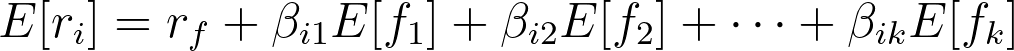 E[r_i] = r_f + β_{i1}E[f_1] + β_{i2}E[f_2] + ⋯ + β_{ik}E[f_k]